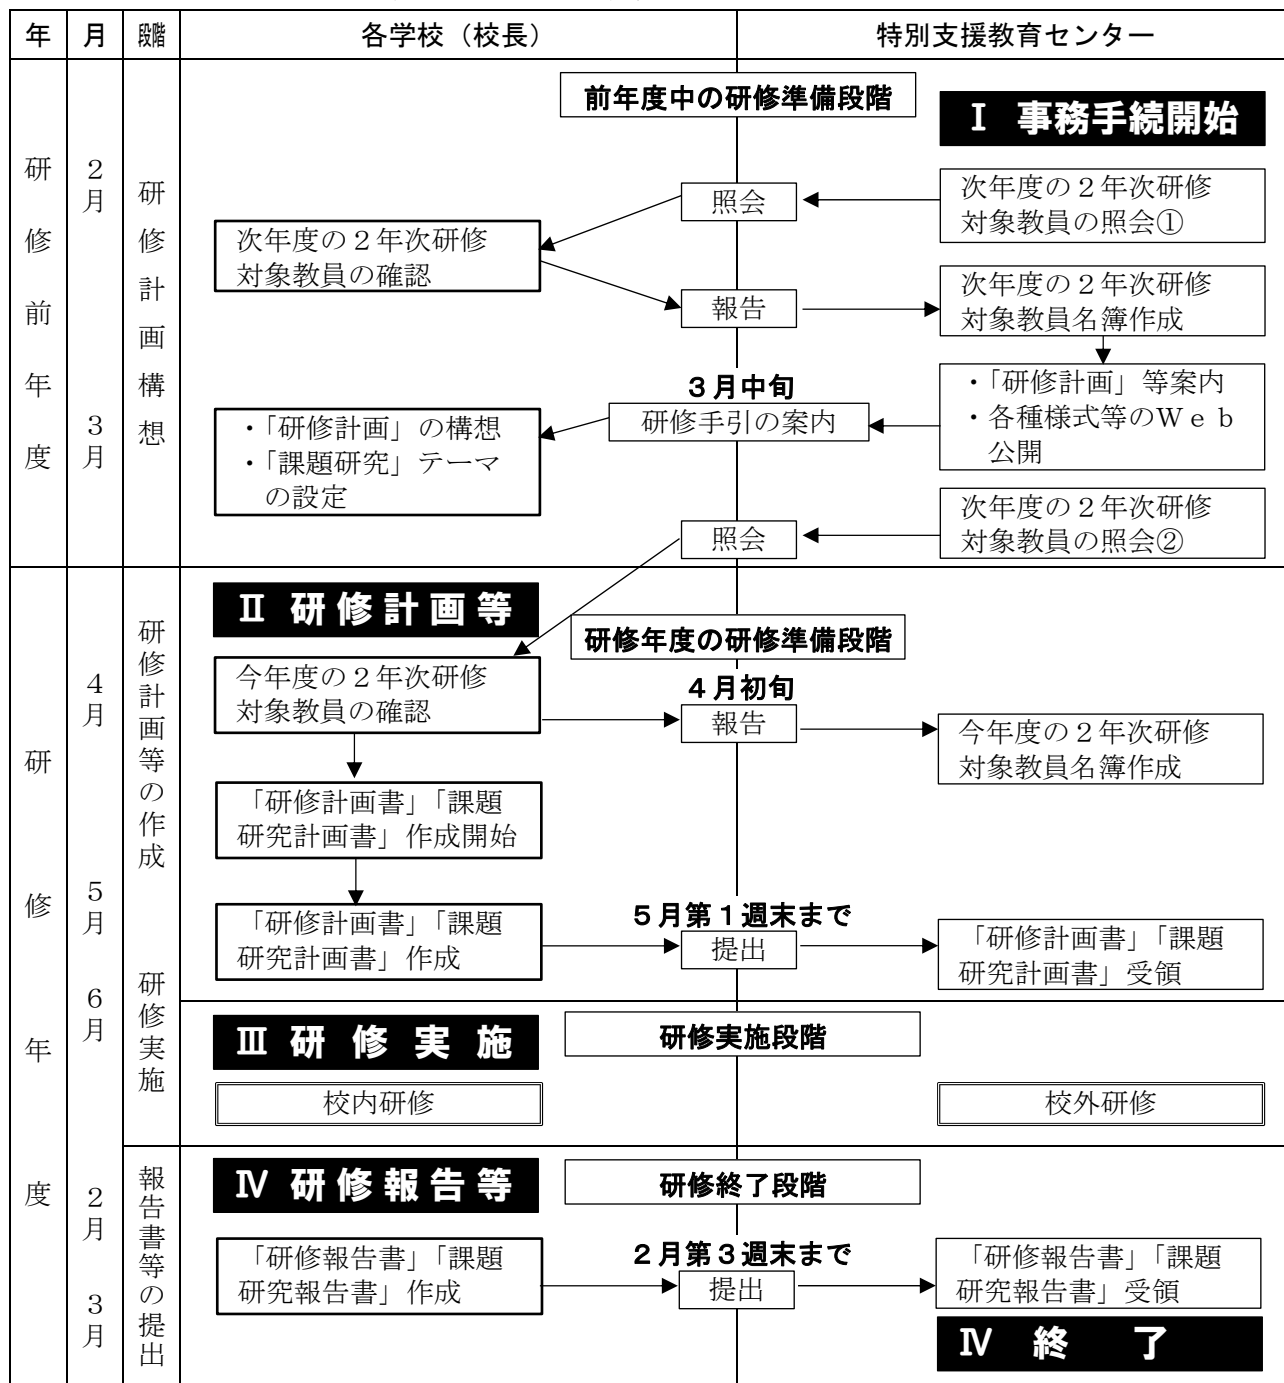 年 月 段階 各学校（校長） 特別支援教育センター
研修前年度
2月
3月
研修計画構想
前年度中の研修準備段階
Ⅰ 事務手続開始
照会
次年度の２年次研修
対象教員の照会①
次年度の２年次研修
対象教員の確認
報告
次年度の２年次研修
対象教員名簿作成
３月中旬
研修手引の案内
・「研修計画」等案内
・各種様式等のＷｅｂ
公開
・「研修計画」の構想
・「課題研究」テーマ
の設定
照会
次年度の２年次研修
対象教員の照会②
研修年度
4月
5月
6月
2月
3月
研修計画等の作成
Ⅱ 研修計画等
研修年度の研修準備段階
今年度の２年次研修
対象教員の確認
４月初旬
報告
今年度の２年次研修
対象教員名簿作成
「研修計画書」「課題
研究計画書」作成開始
「研修計画書」「課題
研究計画書」作成
５月第１週末まで
提出
「研修計画書」「課題
研究計画書」受領
研修実施
Ⅲ 研修実施
研修実施段階
校内研修
校外研修
報告書等の提出
Ⅳ 研修報告等
研修終了段階
「研修報告書」「課題
研究報告書」作成
２月第３週末まで
提出
「研修報告書」「課題
研究報告書」受領
Ⅳ 終了